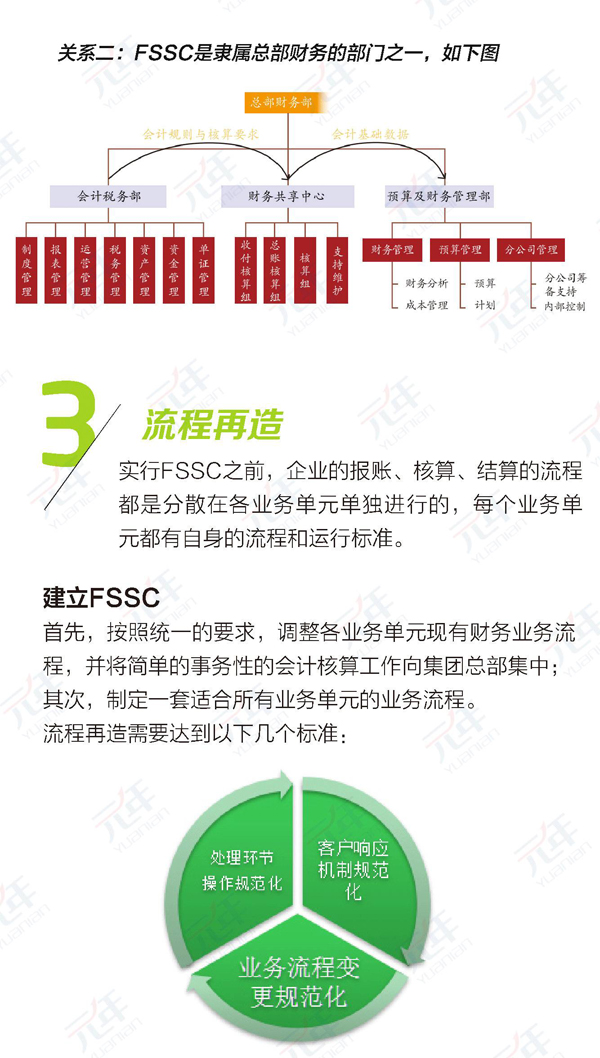 关系二：FSSC是隶属总部财务的部门之一，如下图
总部财务部
会计规则与核算要求
会计基础数据
会计税务部
财务共享中心
预算及财务管理部
制度管理
报表管理
运营管理
税务管理
资产管理
资金管理
单证管理
收付核算组
总账核算组
核算组
支持维护
财务管理
预算管理
分公司管理
财务分析
成本管理
预算
计划
分公司筹
备支持
内部控制
3
流程再造
实行FSSC之前，企业的报账、核算、结算的流程
都是分散在各业务单元单独进行的，每个业务单
元都有自身的流程和运行标准。
建立FSSC
首先，按照统一的要求，调整各业务单元现有财务业务流
程，并将简单的事务性的会计核算工作向集团总部集中；
其次，制定一套适合所有业务单元的业务流程。
流程再造需要达到以下几个标准：
处理环节
操作规范化
客户响应
机制规范
化
业务流程变
更规范化
元年
yuanian